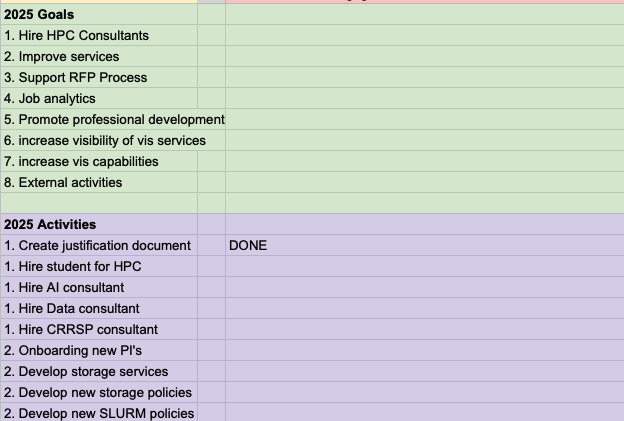 2025 Goals
1. Hire HPC Consultants
2. Improve services
3. Support RFP Process
4. Job analytics
5. Promote professional development
6. increase visibility of vis services
7. increase vis capabilities
8. External activities
2025 Activities
1. Create justification document DONE
1. Hire student for HPC
1. Hire AI consultant
1. Hire Data consultant
1. Hire CRRSP consultant
2. Onboarding new PI's
2. Develop storage services
2. Develop new storage policies
2. Develop new SLURM policies